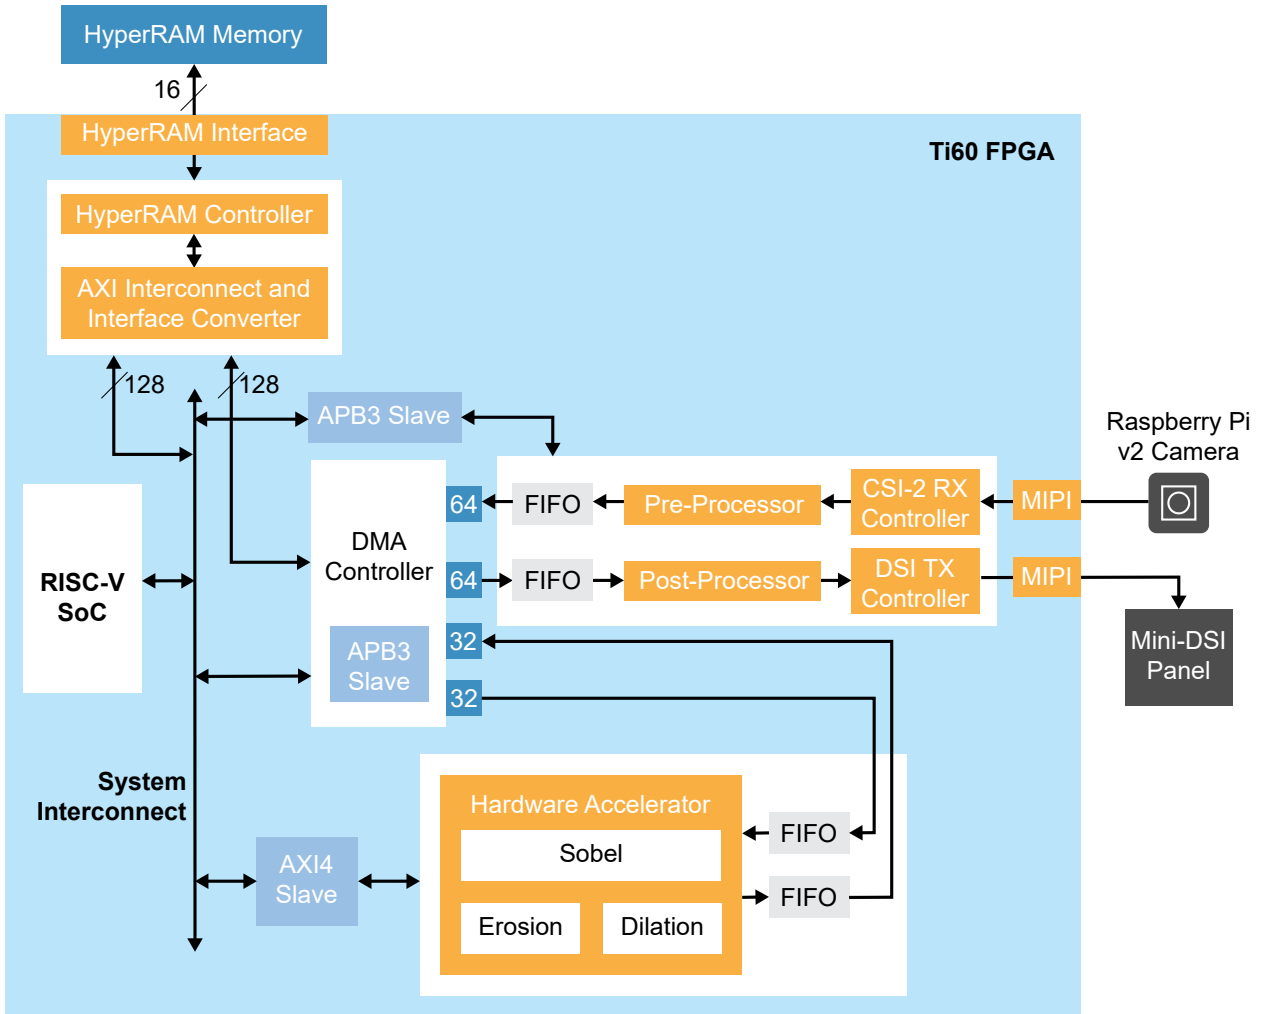 HyperRAM Memory
16
HyperRAM Interface
Ti60 FPGA
HyperRAM Controller
AXI Interconnect and
Interface Converter
128
128
APB3 Slave
Raspberry Pi
v2 Camera
64
FIFO
Pre-Processor
CSI-2 RX
Controller
MIPI
DMA
Controller
64
FIFO
Post-Processor
DSI TX
Controller
MIPI
RISC-V
SoC
32
APB3
Slave
32
Mini-DSI
Panel
System
Interconnect
Hardware Accelerator
Sobel
FIFO
AXI4
Slave
FIFO
Erosion
Dilation